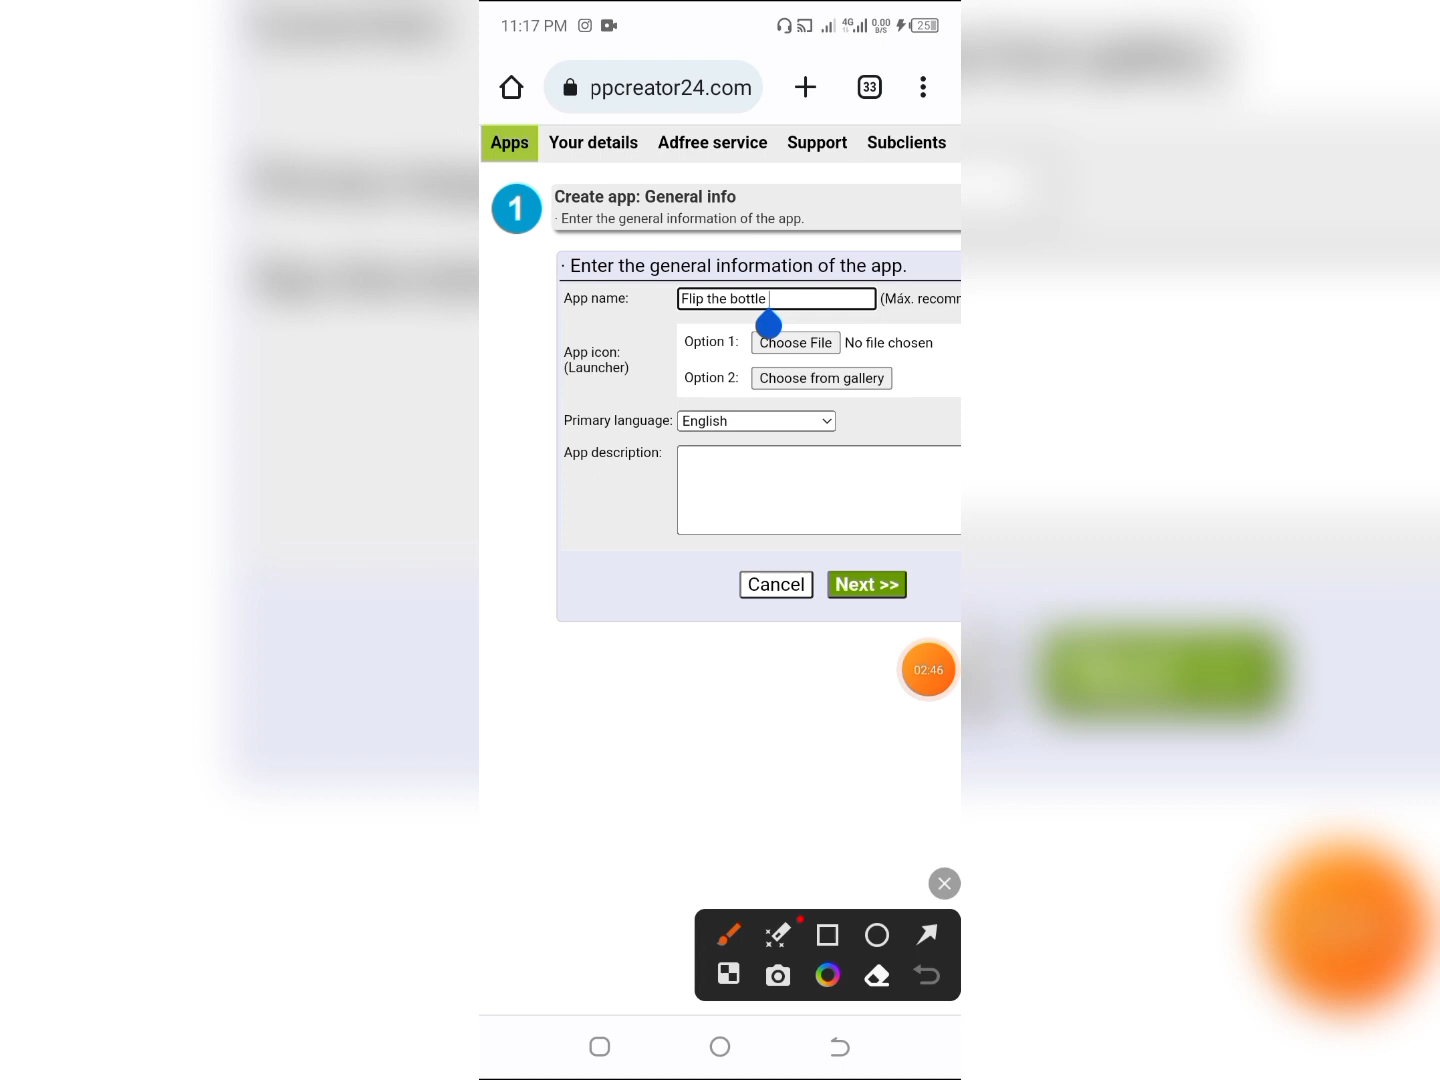 11:17 PM 4G 0.00 B/S 25
ppcreator24.com 33
Apps Your details Adfree service Support Subclients
1 Create app: General info
· Enter the general information of the app.
· Enter the general information of the app.
App name: Flip the bottle (Máx. recomm
Option 1: Choose File No file chosen
App icon:
(Launcher)
Option 2: Choose from gallery
Primary language: English
App description:
Cancel Next >>
02:46